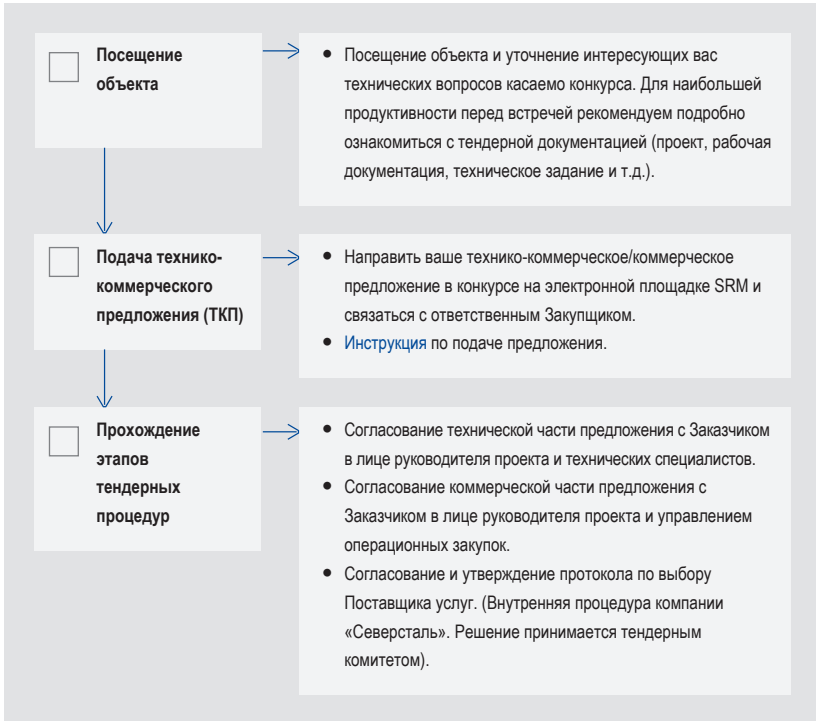 Посещение
объекта
● Посещение объекта и уточнение интересующих вас
технических вопросов касаемо конкурса. Для наибольшей
продуктивности перед встречей рекомендуем подробно
ознакомиться с тендерной документацией (проект, рабочая
документация, техническое задание и т.д.).
Подача технико-
коммерческого
предложения (ТКП)
● Направить ваше технико-коммерческое/коммерческое
предложение в конкурсе на электронной площадке SRM и
связаться с ответственным Закупщиком.
● Инструкция по подаче предложения.
Прохождение
этапов
тендерных
процедур
● Согласование технической части предложения с Заказчиком
в лице руководителя проекта и технических специалистов.
● Согласование коммерческой части предложения с
Заказчиком в лице руководителя проекта и управлением
операционных закупок.
● Согласование и утверждение протокола по выбору
Поставщика услуг. (Внутренняя процедура компании
«Северсталь». Решение принимается тендерным
комитетом).